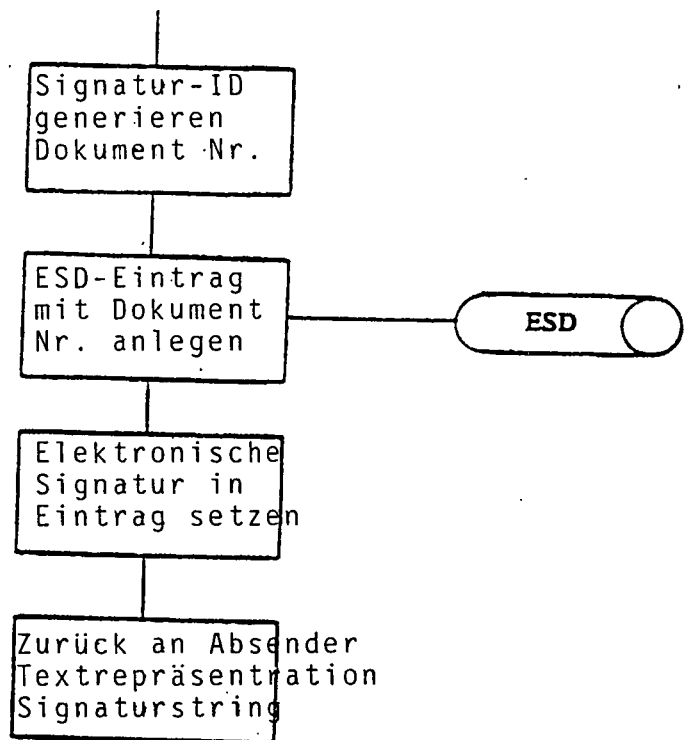 Signatur-ID
generieren
Dokument Nr.
ESD-Eintrag
mit Dokument
Nr. anlegen
ESD
Elektronische
Signatur in
Eintrag setzen
Zurück an Absender
Textrepräsentration
Signaturstring